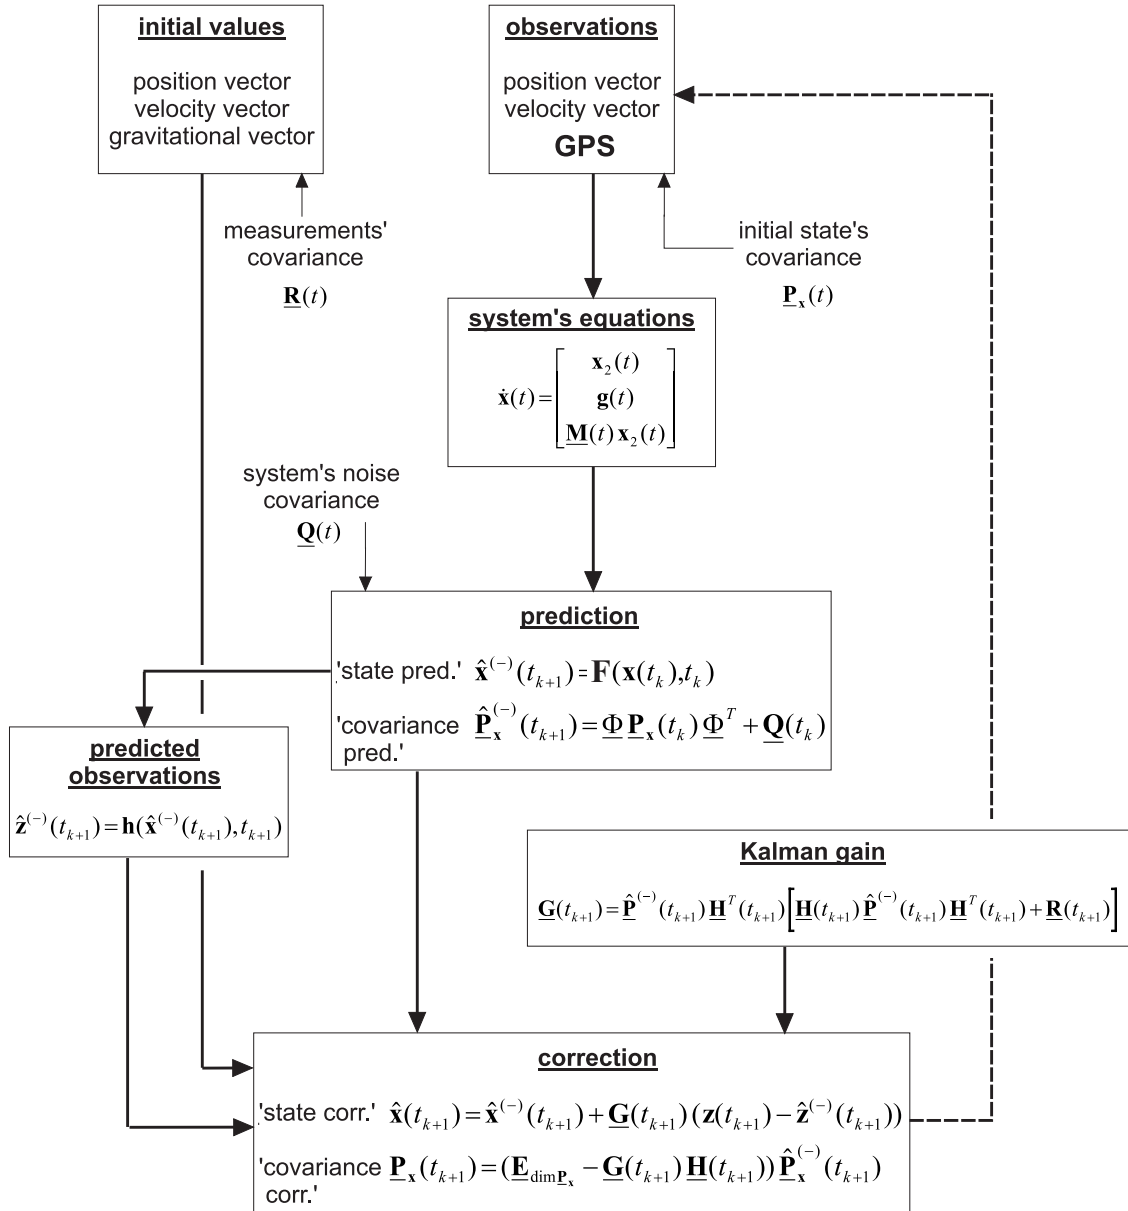 initial values
position vector
velocity vector
gravitational vector
observations
position vector
velocity vector
GPS
measurements'
covariance
R(t)
initial state's
covariance
Pₓ(t)
system's equations
ẋ(t) = [ x₂(t)
g(t)
M(t) x₂(t) ]
system's noise
covariance
Q(t)
prediction
'state pred.' x̂⁽⁻⁾(tₖ₊₁) = F(x(tₖ),tₖ)
'covariance pred.' P̂ₓ⁽⁻⁾(tₖ₊₁) = Φ Pₓ(tₖ) Φᵀ + Q(tₖ)
predicted
observations
ẑ⁽⁻⁾(tₖ₊₁) = h(x̂⁽⁻⁾(tₖ₊₁), tₖ₊₁)
Kalman gain
G(tₖ₊₁) = P̂⁽⁻⁾(tₖ₊₁) Hᵀ(tₖ₊₁) [H(tₖ₊₁) P̂⁽⁻⁾(tₖ₊₁) Hᵀ(tₖ₊₁) + R(tₖ₊₁)]
correction
'state corr.' x̂(tₖ₊₁) = x̂⁽⁻⁾(tₖ₊₁) + G(tₖ₊₁) (z(tₖ₊₁) − ẑ⁽⁻⁾(tₖ₊₁))
'covariance corr.' Pₓ(tₖ₊₁) = (E_dim Pₓ − G(tₖ₊₁) H(tₖ₊₁)) P̂ₓ⁽⁻⁾(tₖ₊₁)